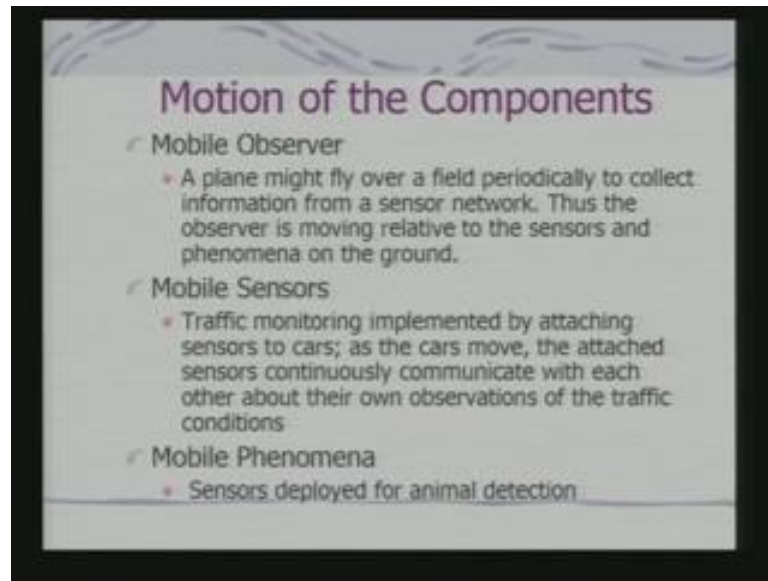 Motion of the Components
Mobile Observer
A plane might fly over a field periodically to collect
information from a sensor network. Thus the
observer is moving relative to the sensors and
phenomena on the ground.
Mobile Sensors
Traffic monitoring implemented by attaching
sensors to cars; as the cars move, the attached
sensors continuously communicate with each
other about their own observations of the traffic
conditions
Mobile Phenomena
Sensors deployed for animal detection